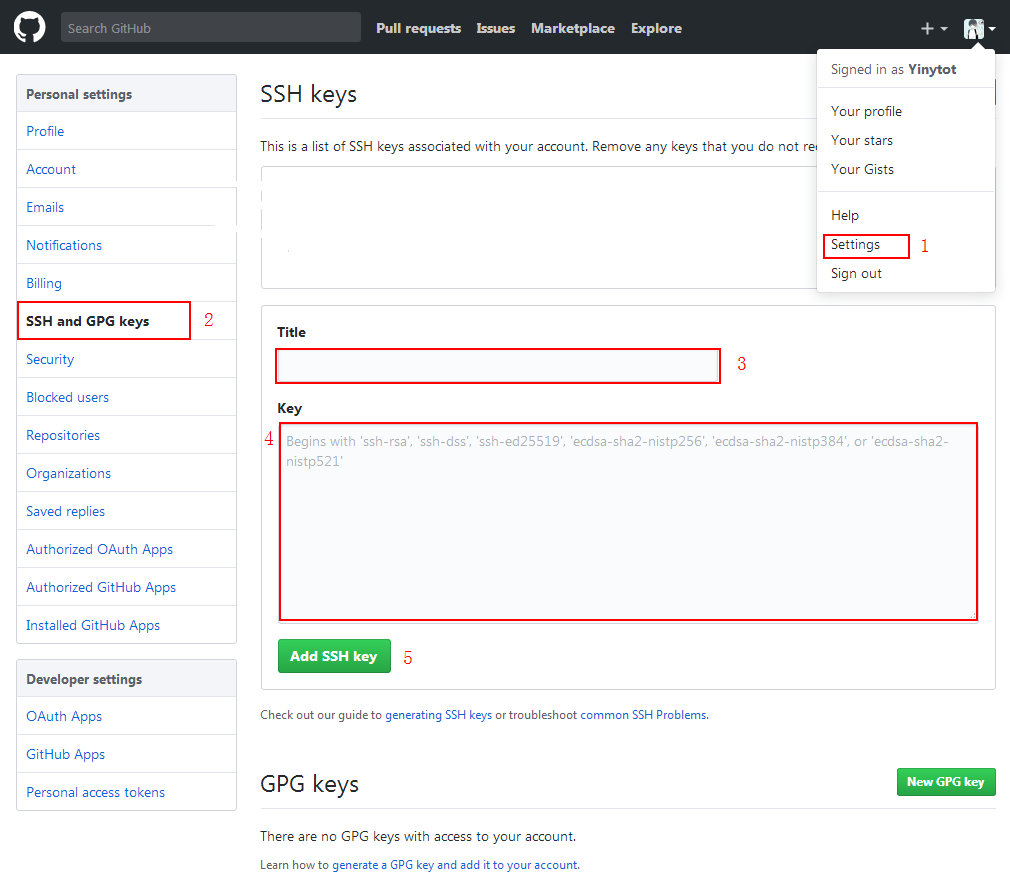 Search GitHub
Pull requests
Issues
Marketplace
Explore
Signed in as Yinytot
Your profile
Your stars
Your Gists
Help
Settings
1
Sign out
Personal settings
Profile
Account
Emails
Notifications
Billing
SSH and GPG keys
2
Security
Blocked users
Repositories
Organizations
Saved replies
Authorized OAuth Apps
Authorized GitHub Apps
Installed GitHub Apps
Developer settings
OAuth Apps
GitHub Apps
Personal access tokens
SSH keys
This is a list of SSH keys associated with your account. Remove any keys that you do not
Title
3
Key
4
Begins with 'ssh-rsa', 'ssh-dss', 'ssh-ed25519', 'ecdsa-sha2-nistp256', 'ecdsa-sha2-nistp384', or 'ecdsa-sha2-
nistp521'
Add SSH key
5
Check out our guide to generating SSH keys or troubleshoot common SSH Problems.
GPG keys
New GPG key
There are no GPG keys with access to your account.
Learn how to generate a GPG key and add it to your account.